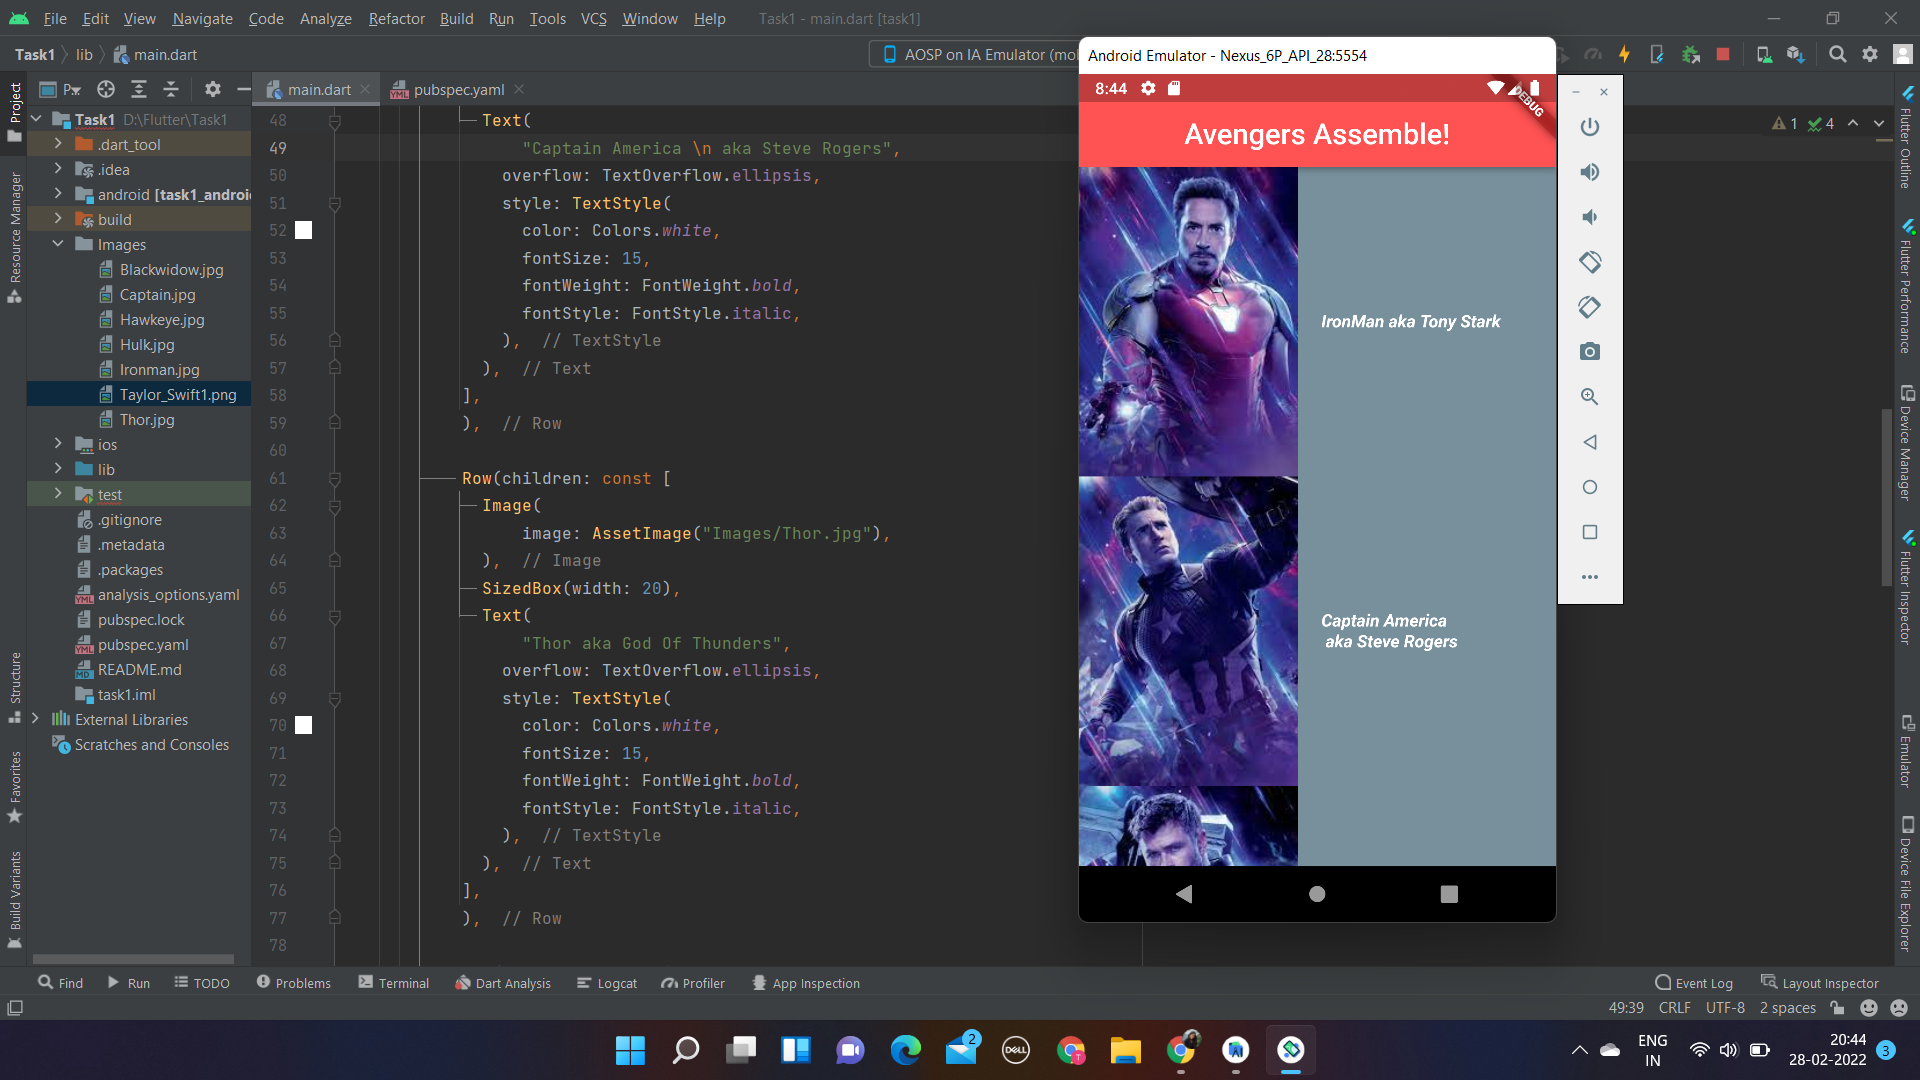 File Edit View Navigate Code Analyze Refactor Build Run Tools VCS Window Help Task1 - main.dart [task1]
Task1 lib main.dart
AOSP on IA Emulator (mo
Project
Resource Manager
Structure
Favorites
Build Variants
P
main.dart
pubspec.yaml
Task1 D:\Flutter\Task1
.dart_tool
.idea
android [task1_androi
build
Images
Blackwidow.jpg
Captain.jpg
Hawkeye.jpg
Hulk.jpg
Ironman.jpg
Taylor_Swift1.png
Thor.jpg
ios
lib
test
.gitignore
.metadata
.packages
analysis_options.yaml
pubspec.lock
pubspec.yaml
README.md
task1.iml
External Libraries
Scratches and Consoles
48 Text(
49 "Captain America \n aka Steve Rogers",
50 overflow: TextOverflow.ellipsis,
51 style: TextStyle(
52 color: Colors.white,
53 fontSize: 15,
54 fontWeight: FontWeight.bold,
55 fontStyle: FontStyle.italic,
56 ), // TextStyle
57 ), // Text
58 ],
59 ), // Row
60
61 Row(children: const [
62 Image(
63 image: AssetImage("Images/Thor.jpg"),
64 ), // Image
65 SizedBox(width: 20),
66 Text(
67 "Thor aka God Of Thunders",
68 overflow: TextOverflow.ellipsis,
69 style: TextStyle(
70 color: Colors.white,
71 fontSize: 15,
72 fontWeight: FontWeight.bold,
73 fontStyle: FontStyle.italic,
74 ), // TextStyle
75 ), // Text
76 ],
77 ), // Row
78
Android Emulator - Nexus_6P_API_28:5554
8:44
DEBUG
Avengers Assemble!
IronMan aka Tony Stark
Captain America
aka Steve Rogers
1 4
Flutter Outline
Flutter Performance
Device Manager
Flutter Inspector
Emulator
Device File Explorer
Find Run TODO Problems Terminal Dart Analysis Logcat Profiler App Inspection Event Log Layout Inspector
49:39 CRLF UTF-8 2 spaces
2
DELL
T
ENG
IN
20:44
28-02-2022
3